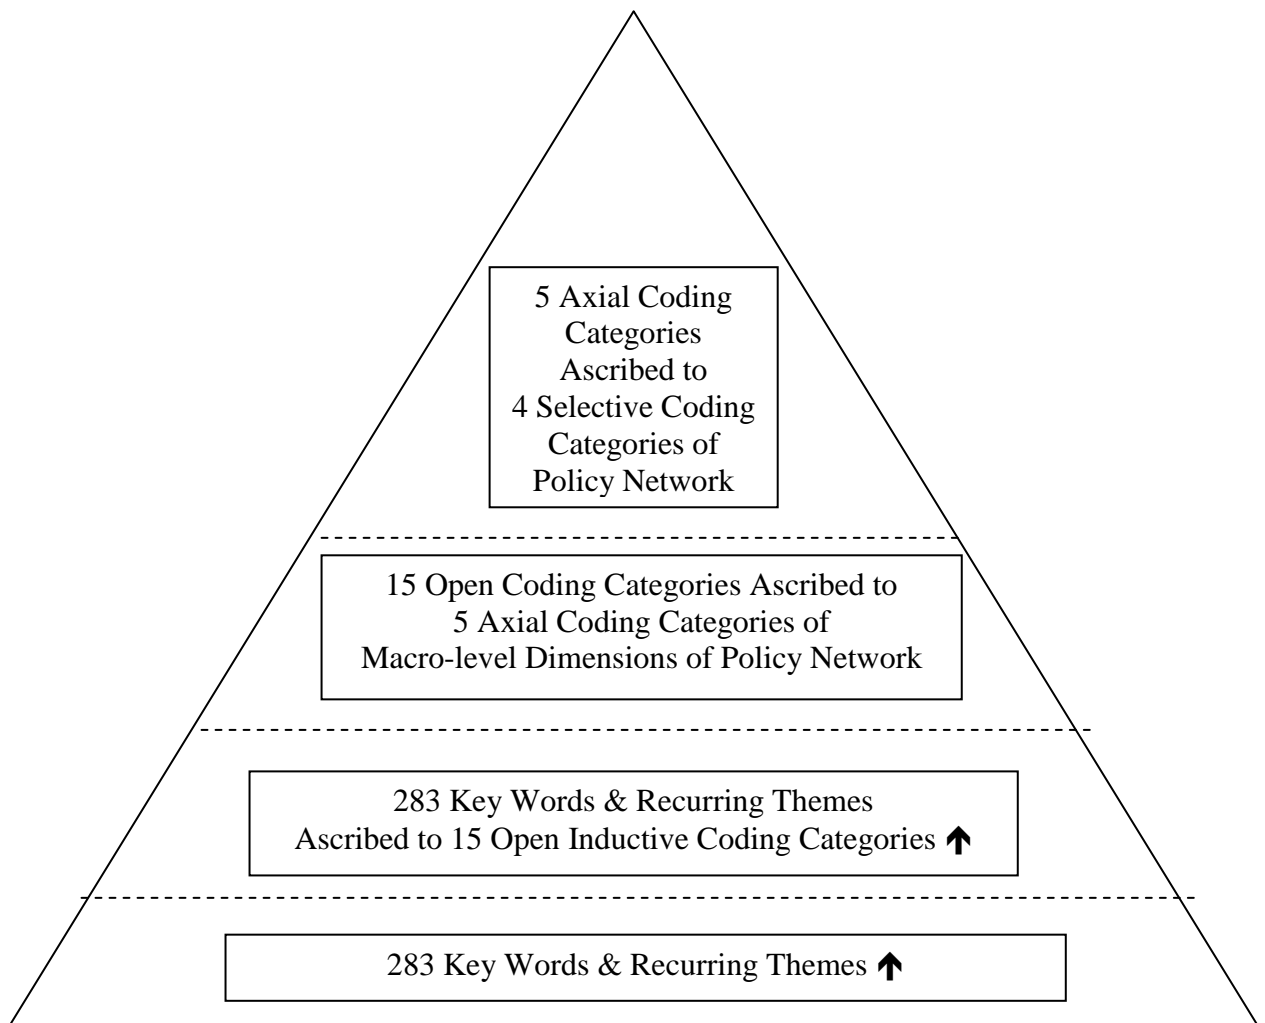 5 Axial Coding
Categories
Ascribed to
4 Selective Coding
Categories of
Policy Network
15 Open Coding Categories Ascribed to
5 Axial Coding Categories of
Macro-level Dimensions of Policy Network
283 Key Words & Recurring Themes
Ascribed to 15 Open Inductive Coding Categories ↑
283 Key Words & Recurring Themes ↑